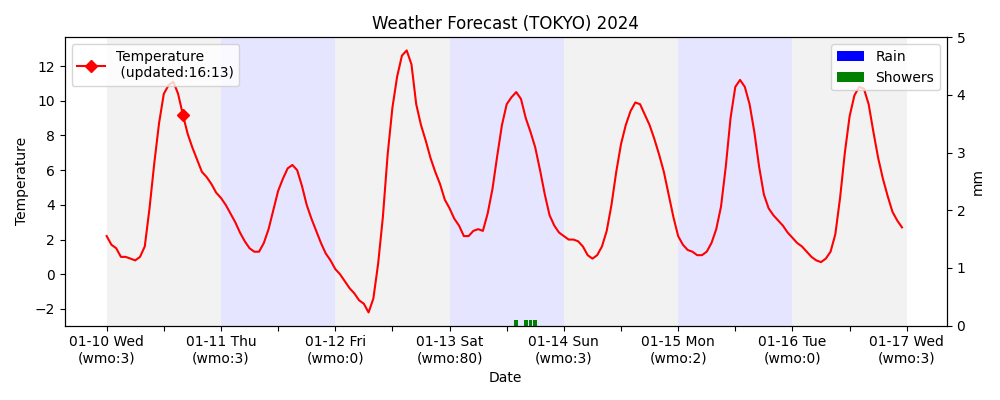 Weather Forecast (TOKYO) 2024
Temperature
(updated:16:13)
Rain
Showers
Temperature
12
10
8
6
4
2
0
−2
5
4
3
2
1
0
mm
01-10 Wed
(wmo:3)
01-11 Thu
(wmo:3)
01-12 Fri
(wmo:0)
01-13 Sat
(wmo:80)
01-14 Sun
(wmo:3)
01-15 Mon
(wmo:2)
01-16 Tue
(wmo:0)
01-17 Wed
(wmo:3)
Date